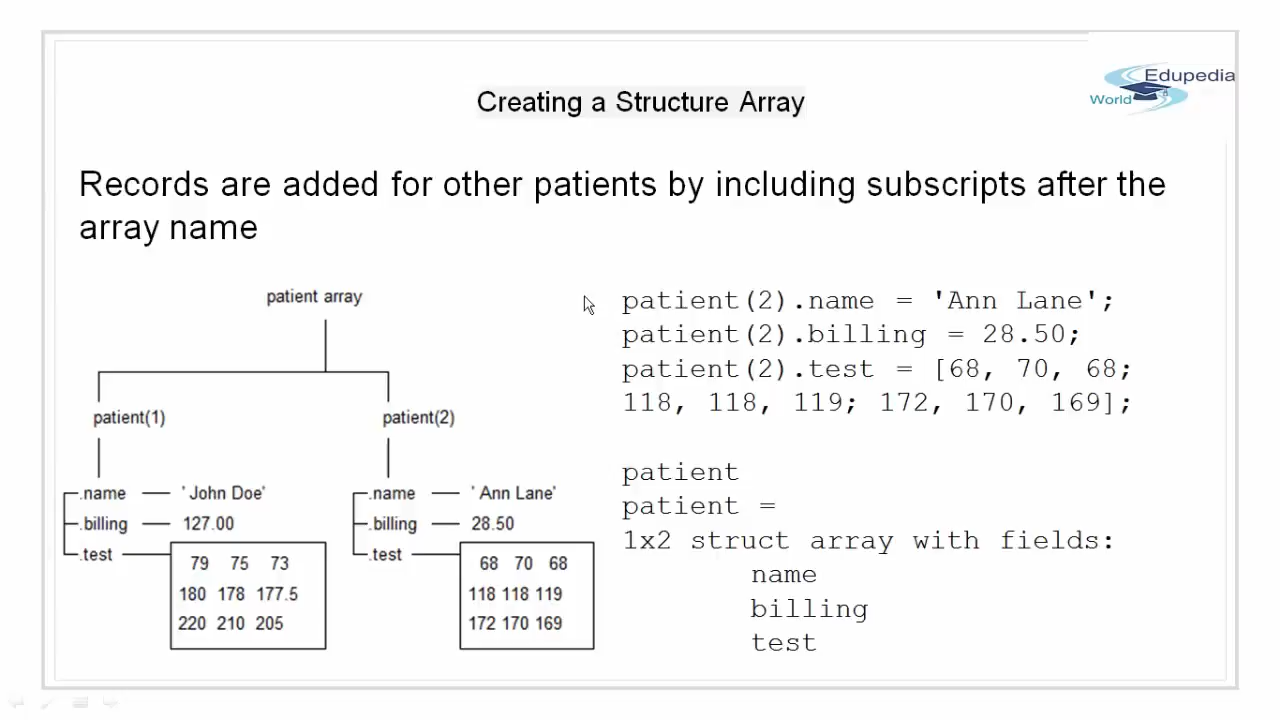 Edupedia
World
Creating a Structure Array
Records are added for other patients by including subscripts after the
array name
patient array
patient(1)
patient(2)
.name
' John Doe'
.billing
127.00
.test
79 75 73
180 178 177.5
220 210 205
.name
' Ann Lane'
.billing
28.50
.test
68 70 68
118 118 119
172 170 169
patient(2).name = 'Ann Lane';
patient(2).billing = 28.50;
patient(2).test = [68, 70, 68;
118, 118, 119; 172, 170, 169];
patient
patient =
1x2 struct array with fields:
name
billing
test